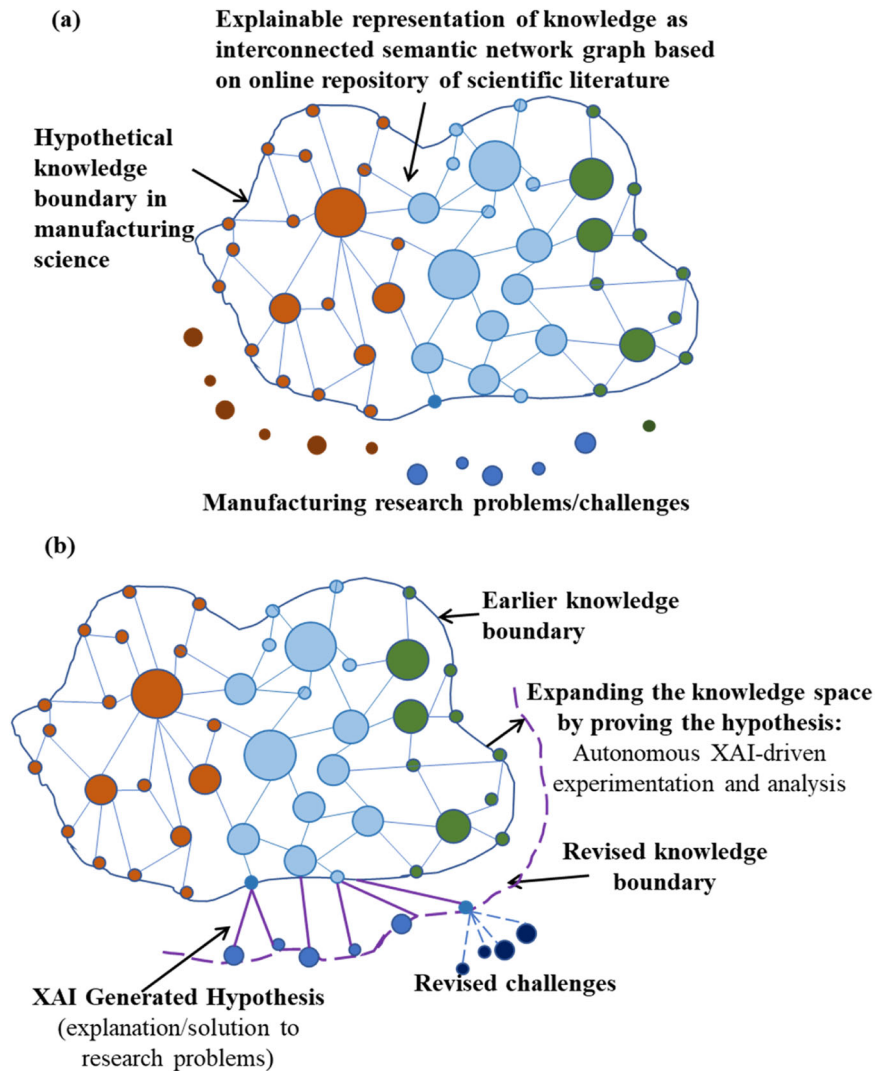 (a)
Explainable representation of knowledge as
interconnected semantic network graph based
on online repository of scientific literature
Hypothetical
knowledge
boundary in
manufacturing
science
Manufacturing research problems/challenges
(b)
Earlier knowledge
boundary
Expanding the knowledge space
by proving the hypothesis:
Autonomous XAI-driven
experimentation and analysis
Revised knowledge
boundary
Revised challenges
XAI Generated Hypothesis
(explanation/solution to
research problems)